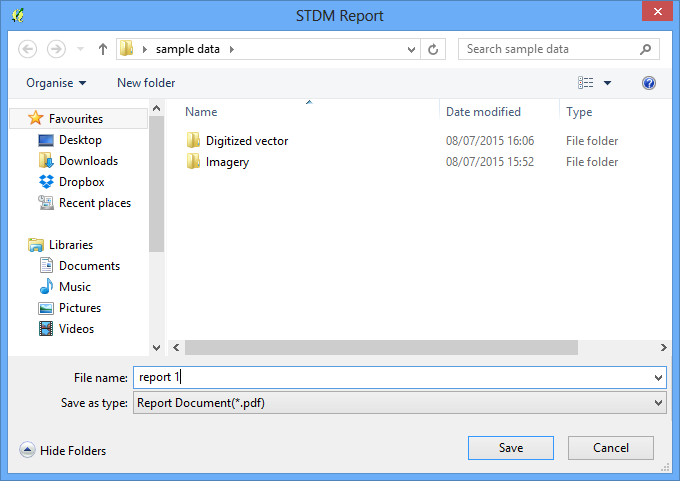 STDM Report
sample data
Search sample data
Organise New folder
Favourites
Desktop
Downloads
Dropbox
Recent places
Libraries
Documents
Music
Pictures
Videos
Name Date modified Type
Digitized vector 08/07/2015 16:06 File folder
Imagery 08/07/2015 15:52 File folder
File name: report 1
Save as type: Report Document(*.pdf)
Hide Folders
Save
Cancel